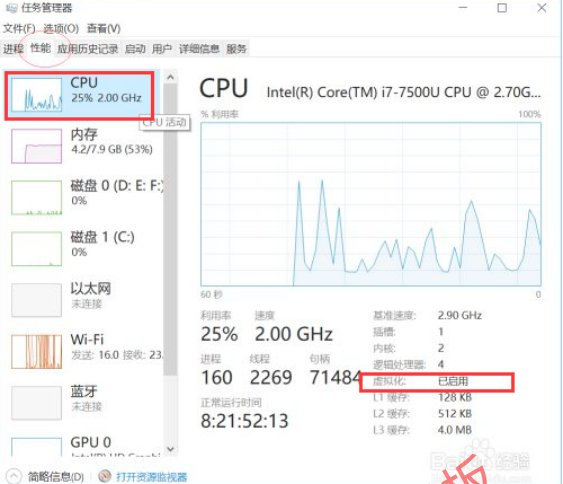 任务管理器
文件(F) 选项(O) 查看(V)
进程 性能 应用历史记录 启动 用户 详细信息 服务
CPU
25% 2.00 GHz
CPU 活动
内存
4.2/7.9 GB (53%)
磁盘 0 (D: E: F:)
0%
磁盘 1 (C:)
0%
以太网
未连接
Wi-Fi
发送: 16.0 接收: 23.
蓝牙
未连接
GPU 0
Intel(R) HD Graphi
CPU Intel(R) Core(TM) i7-7500U CPU @ 2.70G...
% 利用率 100%
60 秒 0
利用率 速度
25% 2.00 GHz
进程 线程 句柄
160 2269 71484
正常运行时间
8:21:52:13
基准速度: 2.90 GHz
插槽: 1
内核: 2
逻辑处理器: 4
虚拟化: 已启用
L1 缓存: 128 KB
L2 缓存: 512 KB
L3 缓存: 4.0 MB
简略信息(D) 打开资源监视器
Baidu 经验